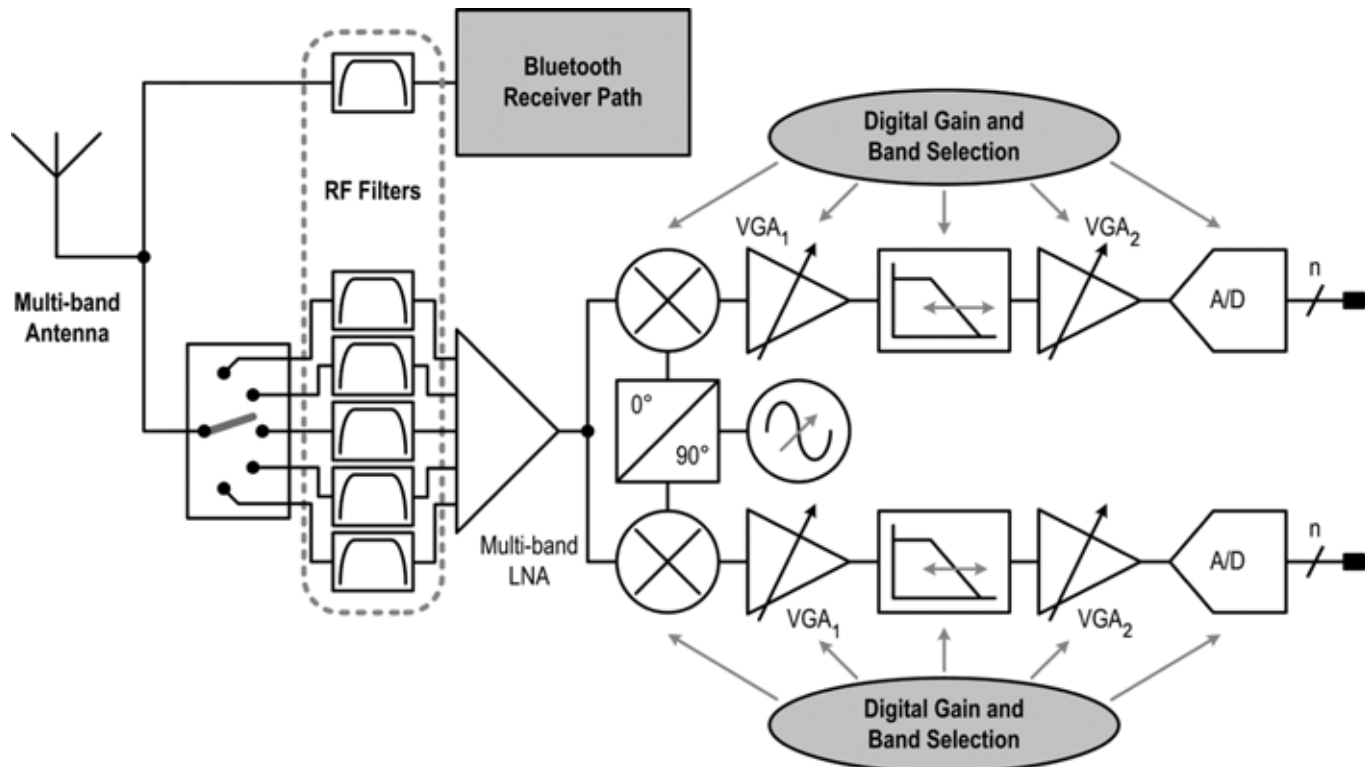 Bluetooth
Receiver Path
Digital Gain and
Band Selection
RF Filters
VGA₁
VGA₂
n
A/D
Multi-band
Antenna
0°
90°
Multi-band
LNA
n
A/D
VGA₁
VGA₂
Digital Gain and
Band Selection